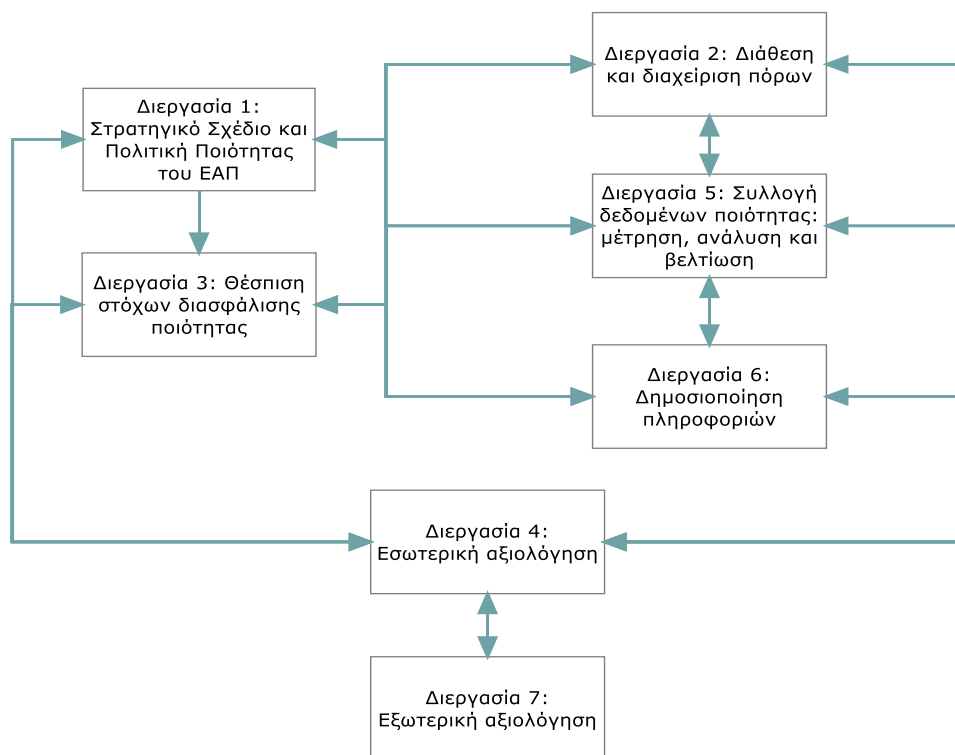 Διεργασία 1:
Στρατηγικό Σχέδιο και
Πολιτική Ποιότητας
του ΕΑΠ
Διεργασία 3: Θέσπιση
στόχων διασφάλισης
ποιότητας
Διεργασία 2: Διάθεση
και διαχείριση πόρων
Διεργασία 5: Συλλογή
δεδομένων ποιότητας:
μέτρηση, ανάλυση και
βελτίωση
Διεργασία 6:
Δημοσιοποίηση
πληροφοριών
Διεργασία 4:
Εσωτερική αξιολόγηση
Διεργασία 7:
Εξωτερική αξιολόγηση